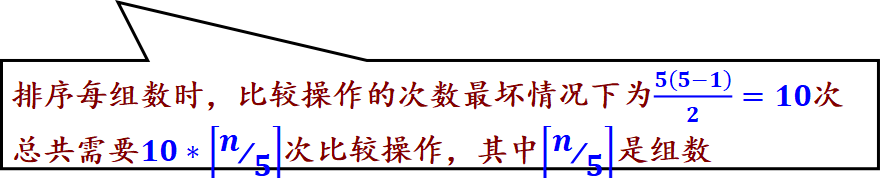 排序每组数时，比较操作的次数最坏情况下为5(5−1)/2 = 10次
总共需要10 * ⌈n/5⌉次比较操作，其中⌈n/5⌉是组数